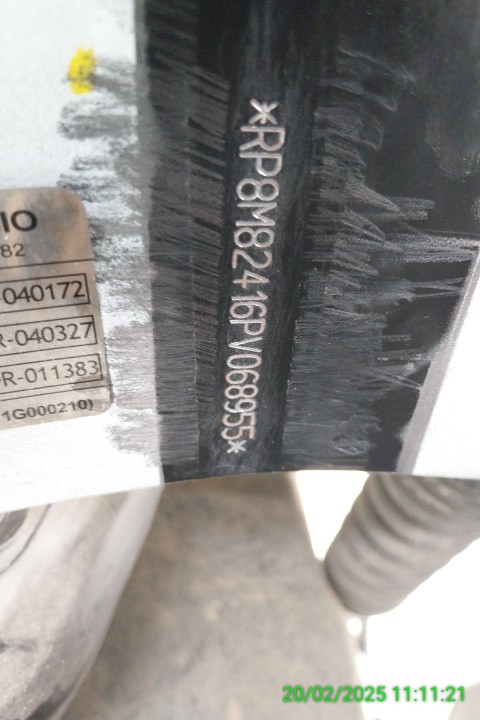 *RP8M82416PV068955*
IO
82
-040172
R-040327
R-011383
1G000210)
20/02/2025 11:11:21